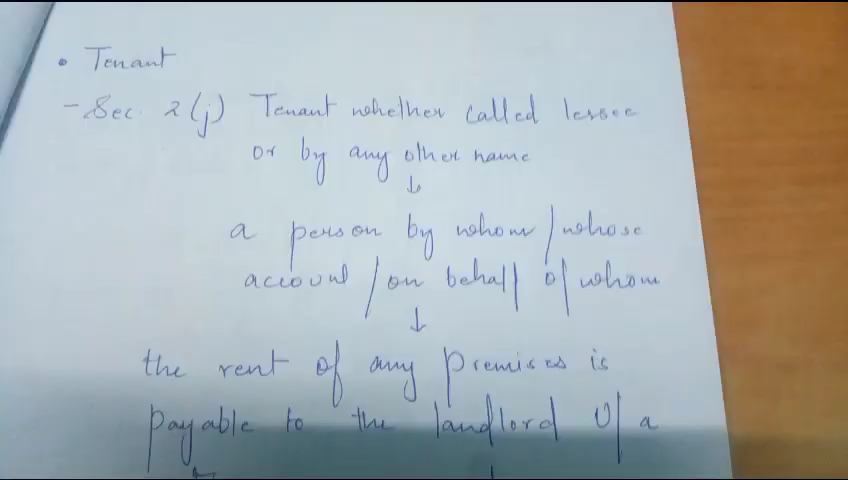 • Tenant
- Sec. 2(j) Tenant whether called lessee
or by any other name
↓
a person by whom / whose
account / on behalf of whom
↓
the rent of any premises is
payable to the landlord of a